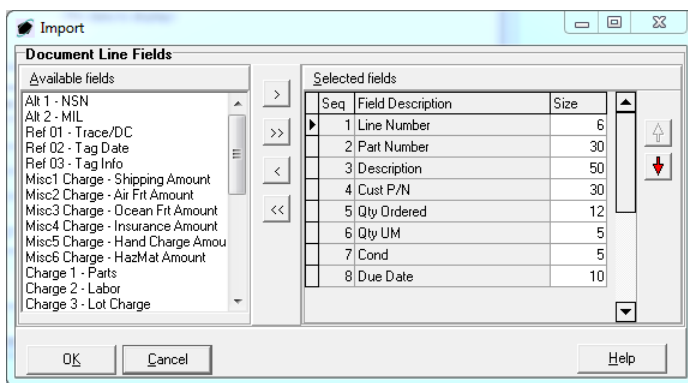 Import
Document Line Fields
Available fields
Alt 1 - NSN
Alt 2 - MIL
Ref 01 - Trace/DC
Ref 02 - Tag Date
Ref 03 - Tag Info
Misc1 Charge - Shipping Amount
Misc2 Charge - Air Frt Amount
Misc3 Charge - Ocean Frt Amount
Misc4 Charge - Insurance Amount
Misc5 Charge - Hand Charge Amou
Misc6 Charge - HazMat Amount
Charge 1 - Parts
Charge 2 - Labor
Charge 3 - Lot Charge
>
>>
<
<<
Selected fields
Seq Field Description Size
1 Line Number 6
2 Part Number 30
3 Description 50
4 Cust P/N 30
5 Qty Ordered 12
6 Qty UM 5
7 Cond 5
8 Due Date 10
OK Cancel Help